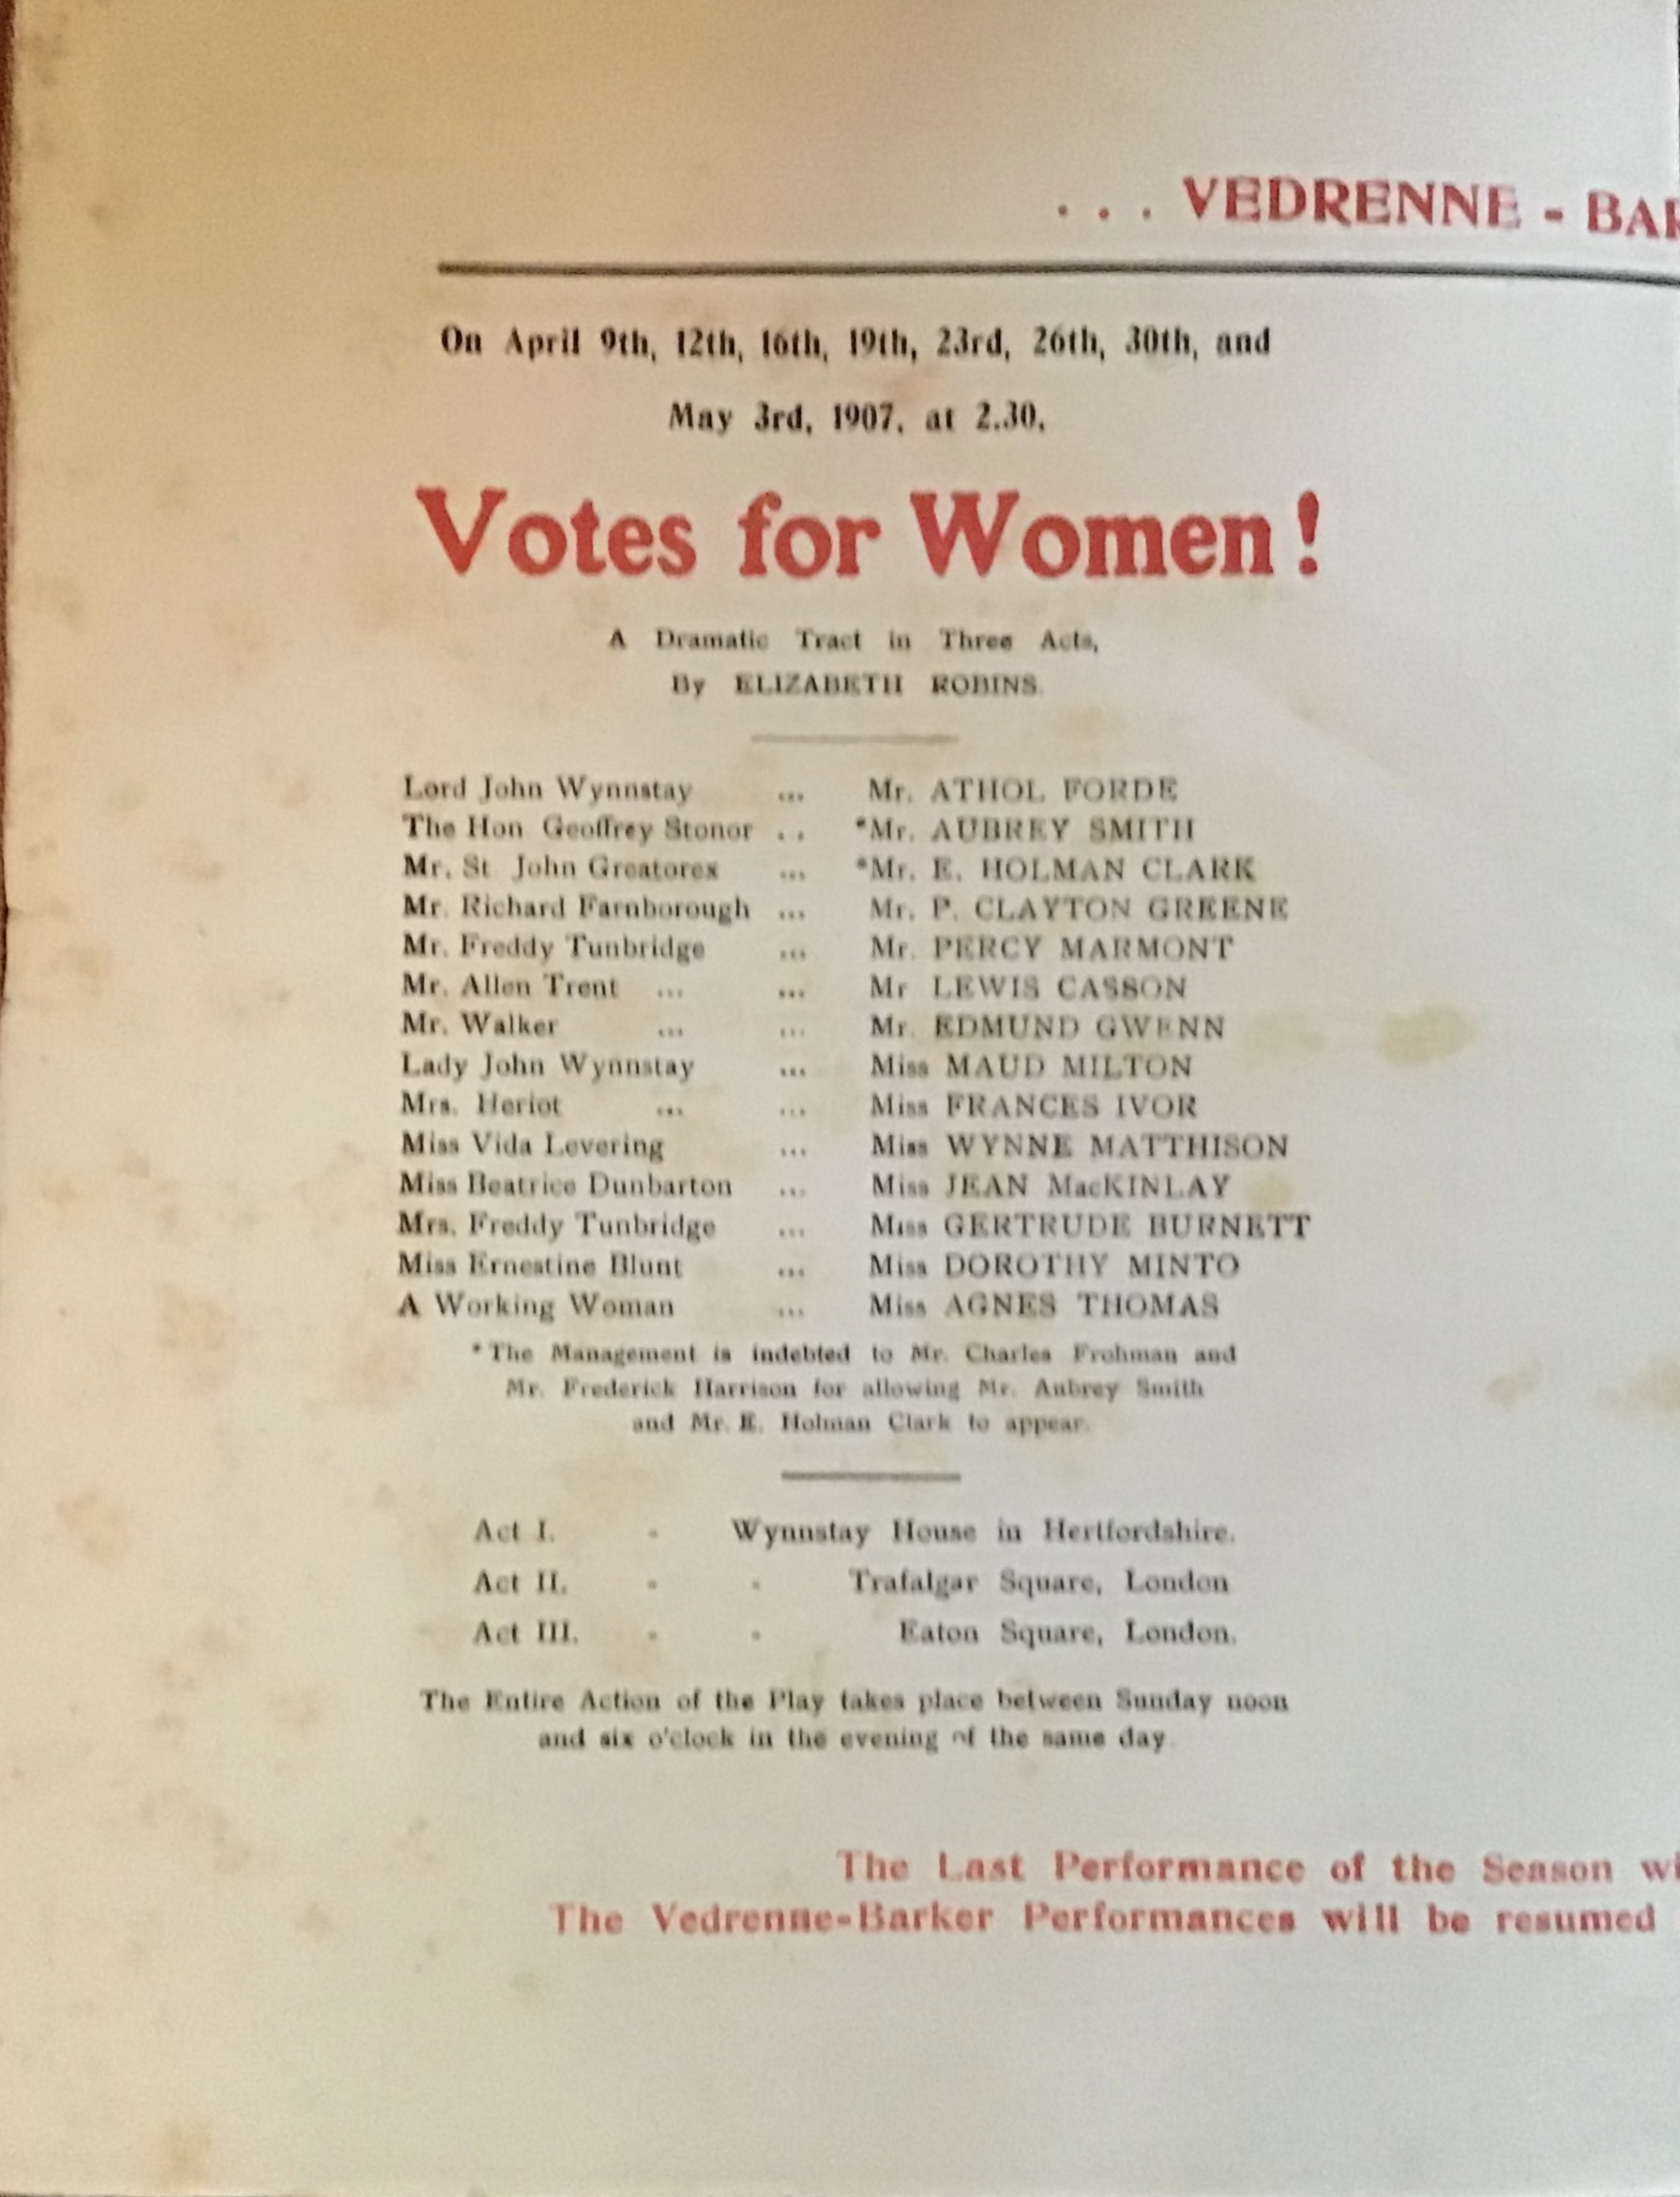 . . . VEDRENNE - BAR
On April 9th, 12th, 16th, 19th, 23rd, 26th, 30th, and
May 3rd, 1907, at 2.30,
Votes for Women!
A Dramatic Tract in Three Acts,
By ELIZABETH ROBINS.
Lord John Wynnstay ... Mr. ATHOL FORDE
The Hon Geoffrey Stonor . . *Mr. AUBREY SMITH
Mr. St John Greatorex ... *Mr. E. HOLMAN CLARK
Mr. Richard Farnborough ... Mr. P. CLAYTON GREENE
Mr. Freddy Tunbridge ... Mr. PERCY MARMONT
Mr. Allen Trent ... ... Mr LEWIS CASSON
Mr. Walker ... ... Mr. EDMUND GWENN
Lady John Wynnstay ... Miss MAUD MILTON
Mrs. Heriot ... ... Miss FRANCES IVOR
Miss Vida Levering ... Miss WYNNE MATTHISON
Miss Beatrice Dunbarton ... Miss JEAN MacKINLAY
Mrs. Freddy Tunbridge ... Miss GERTRUDE BURNETT
Miss Ernestine Blunt ... Miss DOROTHY MINTO
A Working Woman ... Miss AGNES THOMAS
* The Management is indebted to Mr. Charles Frohman and
Mr. Frederick Harrison for allowing Mr. Aubrey Smith
and Mr. E. Holman Clark to appear.
Act I. - Wynnstay House in Hertfordshire.
Act II. - - Trafalgar Square, London
Act III. - - Eaton Square, London.
The Entire Action of the Play takes place between Sunday noon
and six o'clock in the evening of the same day.
The Last Performance of the Season wi
The Vedrenne-Barker Performances will be resumed